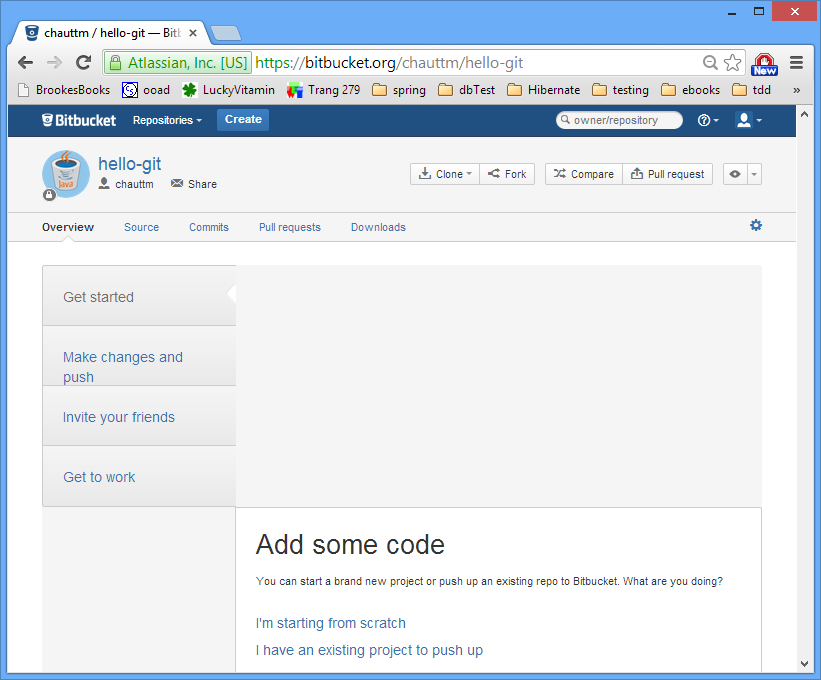 chauttm / hello-git — Bit
Atlassian, Inc. [US] https://bitbucket.org/chauttm/hello-git
New
BrookesBooks ooad LuckyVitamin Trang 279 spring dbTest Hibernate testing ebooks tdd »
Bitbucket Repositories Create owner/repository
hello-git
Java
chauttm Share
Clone Fork Compare Pull request
Overview Source Commits Pull requests Downloads
Get started
Make changes and
push
Invite your friends
Get to work
Add some code
You can start a brand new project or push up an existing repo to Bitbucket. What are you doing?
I'm starting from scratch
I have an existing project to push up